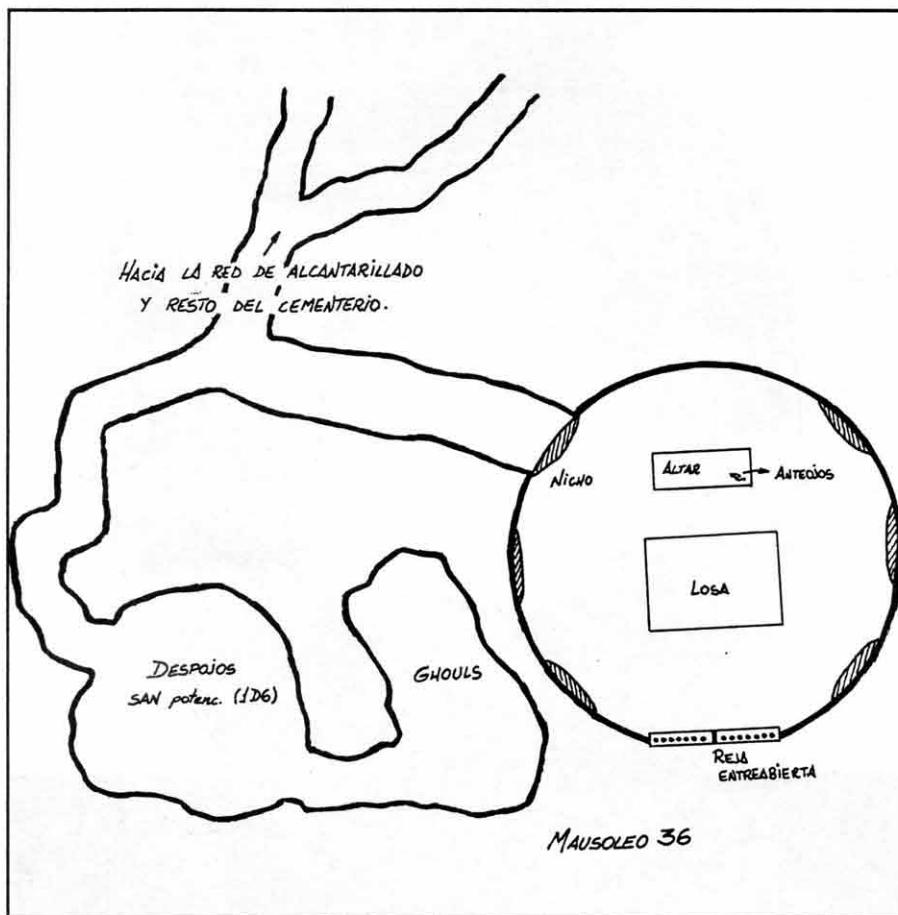 HACIA LA RED DE ALCANTARILLADO
Y RESTO DEL CEMENTERIO.
NICHO
ALTAR
ANTEOJOS
LOSA
DESPOJOS
SAN potenc. (1D6)
GHOULS
REJA
ENTREABIERTA
MAUSOLEO 36